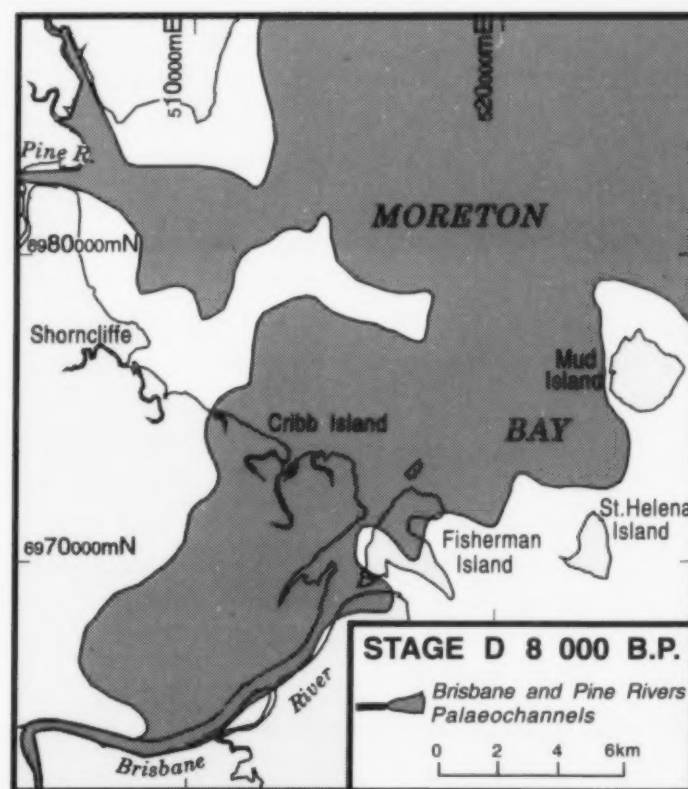 510000mE
520000mE
Pine R.
MORETON
6980000mN
Shorncliffe
Mud
Island
Cribb Island
BAY
6970000mN
Fisherman
Island
St.Helena
Island
River
Brisbane
STAGE D 8 000 B.P.
Brisbane and Pine Rivers
Palaeochannels
0 2 4 6km